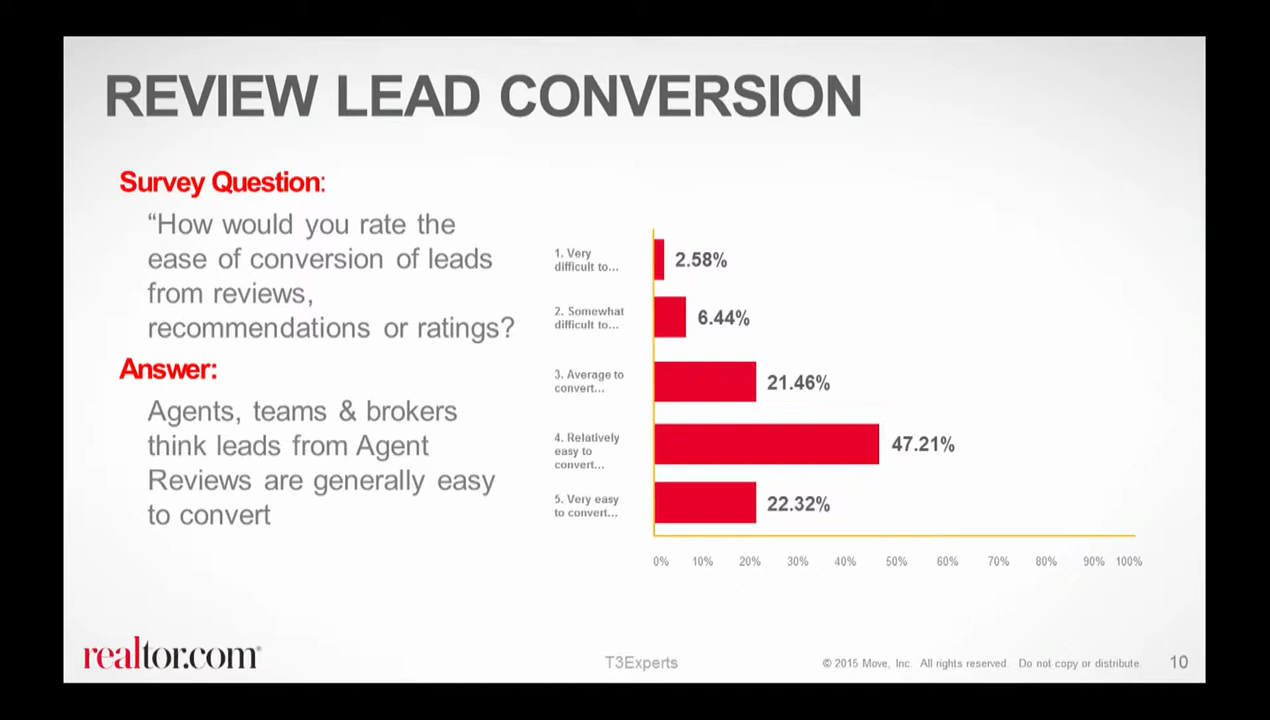 REVIEW LEAD CONVERSION
Survey Question:
“How would you rate the
ease of conversion of leads
from reviews,
recommendations or ratings?
Answer:
Agents, teams & brokers
think leads from Agent
Reviews are generally easy
to convert
1. Very
difficult to...
2.58%
2. Somewhat
difficult to...
6.44%
3. Average to
convert...
21.46%
4. Relatively
easy to
convert...
47.21%
5. Very easy
to convert...
22.32%
0% 10% 20% 30% 40% 50% 60% 70% 80% 90% 100%
realtor.com®
T3Experts
© 2015 Move, Inc. All rights reserved. Do not copy or distribute.
10